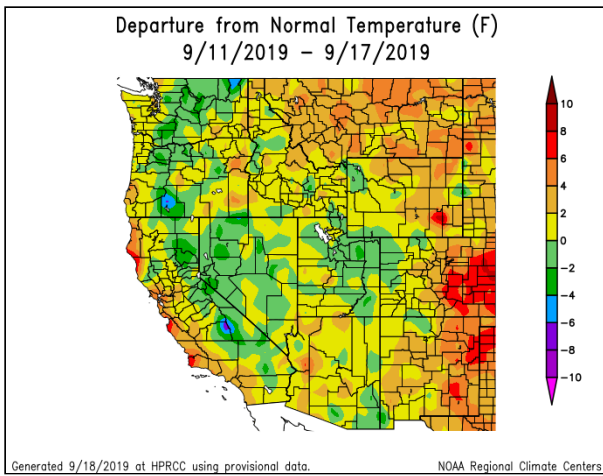 Departure from Normal Temperature (F)
9/11/2019 – 9/17/2019
10
8
6
4
2
0
−2
−4
−6
−8
−10
Generated 9/18/2019 at HPRCC using provisional data.
NOAA Regional Climate Centers